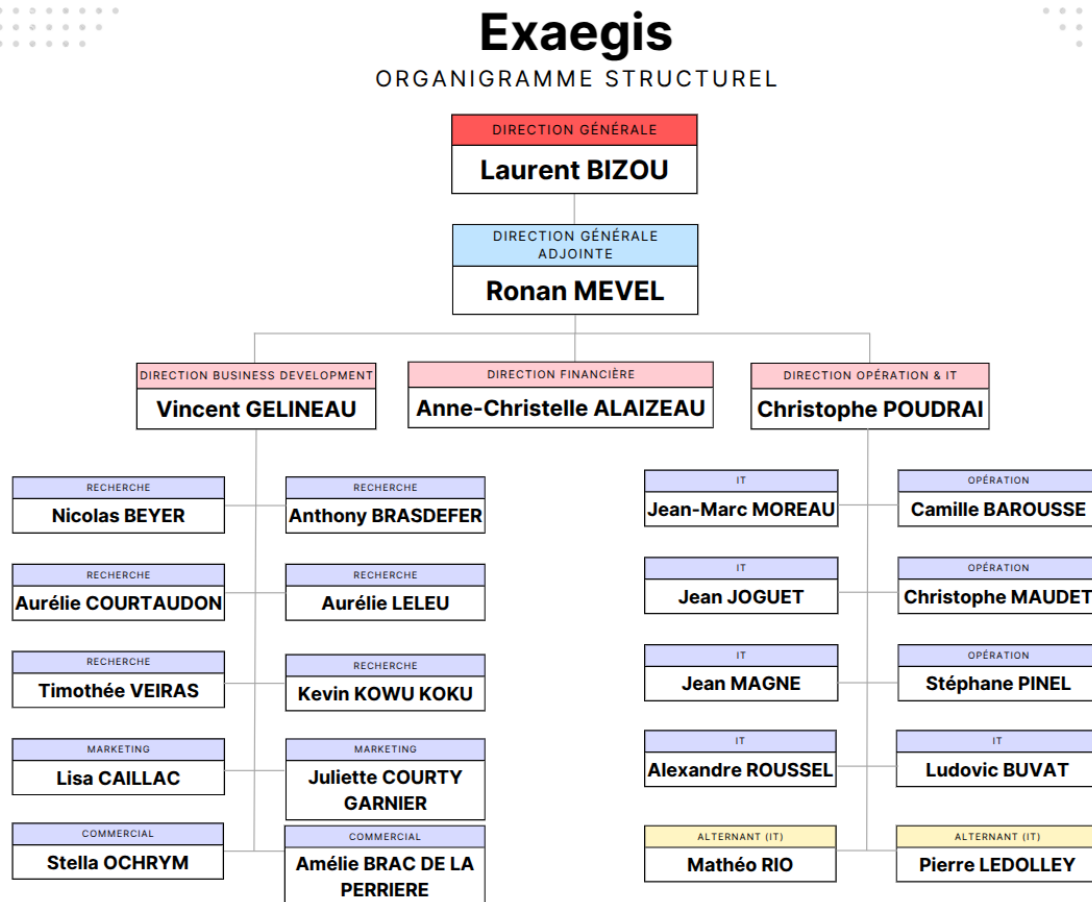 Exaegis
ORGANIGRAMME STRUCTUREL
DIRECTION GÉNÉRALE
Laurent BIZOU
DIRECTION GÉNÉRALE
ADJOINTE
Ronan MEVEL
DIRECTION BUSINESS DEVELOPMENT
Vincent GELINEAU
DIRECTION FINANCIÈRE
Anne-Christelle ALAIZEAU
DIRECTION OPÉRATION & IT
Christophe POUDRAI
RECHERCHE
Nicolas BEYER
RECHERCHE
Anthony BRASDEFER
IT
Jean-Marc MOREAU
OPÉRATION
Camille BAROUSSE
RECHERCHE
Aurélie COURTAUDON
RECHERCHE
Aurélie LELEU
IT
Jean JOGUET
OPÉRATION
Christophe MAUDET
RECHERCHE
Timothée VEIRAS
RECHERCHE
Kevin KOWU KOKU
IT
Jean MAGNE
OPÉRATION
Stéphane PINEL
MARKETING
Lisa CAILLAC
MARKETING
Juliette COURTY
GARNIER
IT
Alexandre ROUSSEL
IT
Ludovic BUVAT
COMMERCIAL
Stella OCHRYM
COMMERCIAL
Amélie BRAC DE LA
PERRIERE
ALTERNANT (IT)
Mathéo RIO
ALTERNANT (IT)
Pierre LEDOLLEY